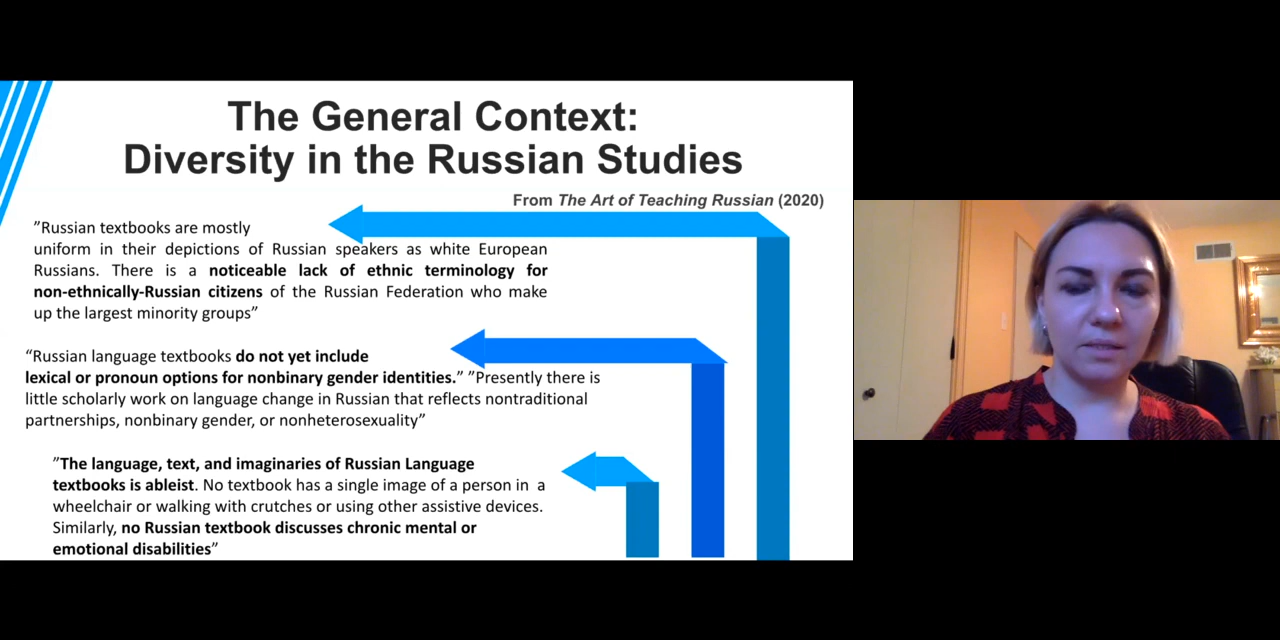 The General Context:
Diversity in the Russian Studies
From The Art of Teaching Russian (2020)
”Russian textbooks are mostly
uniform in their depictions of Russian speakers as white European
Russians. There is a noticeable lack of ethnic terminology for
non-ethnically-Russian citizens of the Russian Federation who make
up the largest minority groups”
“Russian language textbooks do not yet include
lexical or pronoun options for nonbinary gender identities.” ”Presently there is
little scholarly work on language change in Russian that reflects nontraditional
partnerships, nonbinary gender, or nonheterosexuality”
”The language, text, and imaginaries of Russian Language
textbooks is ableist. No textbook has a single image of a person in a
wheelchair or walking with crutches or using other assistive devices.
Similarly, no Russian textbook discusses chronic mental or
emotional disabilities”